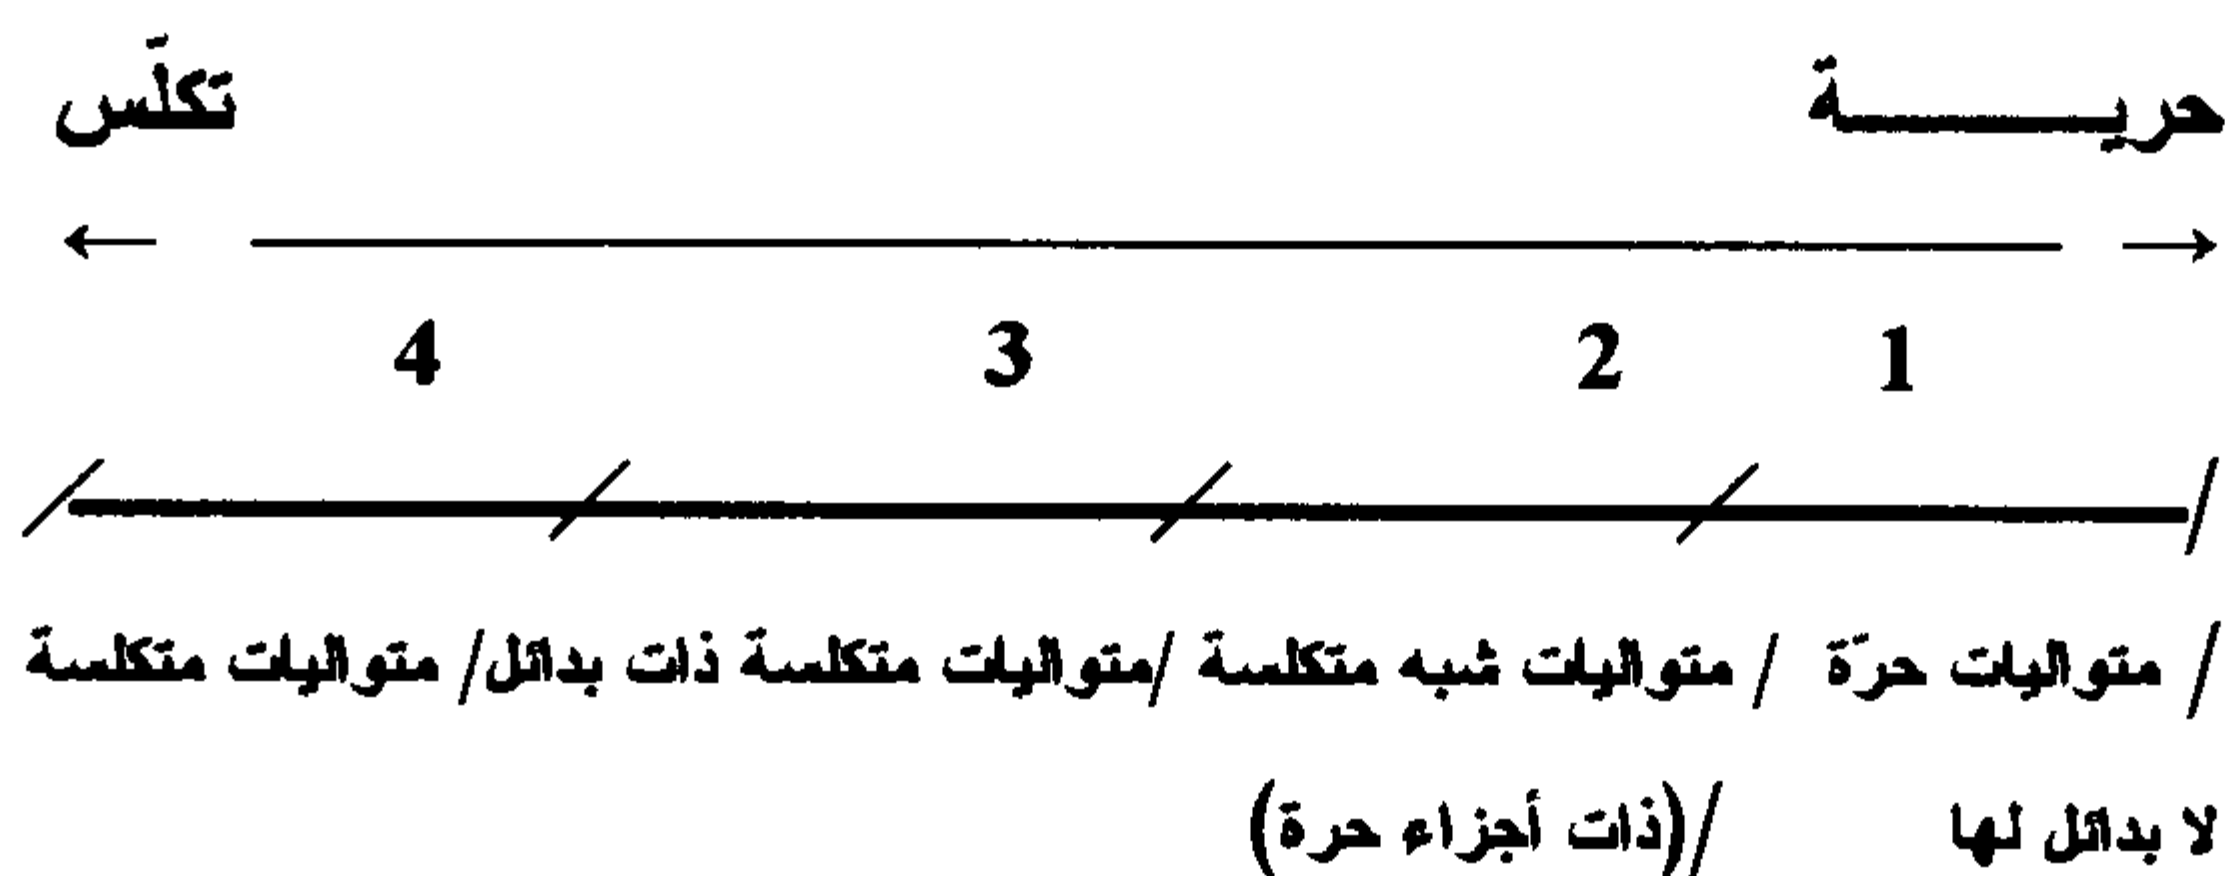 حريـــــــة تكلّس
1 2 3 4
/ متواليات حرّة / متواليات شبه متكلسة /متواليات متكلسة ذات بدائل/ متواليات متكلسة
لا بدائل لها /(ذات أجزاء حرة)